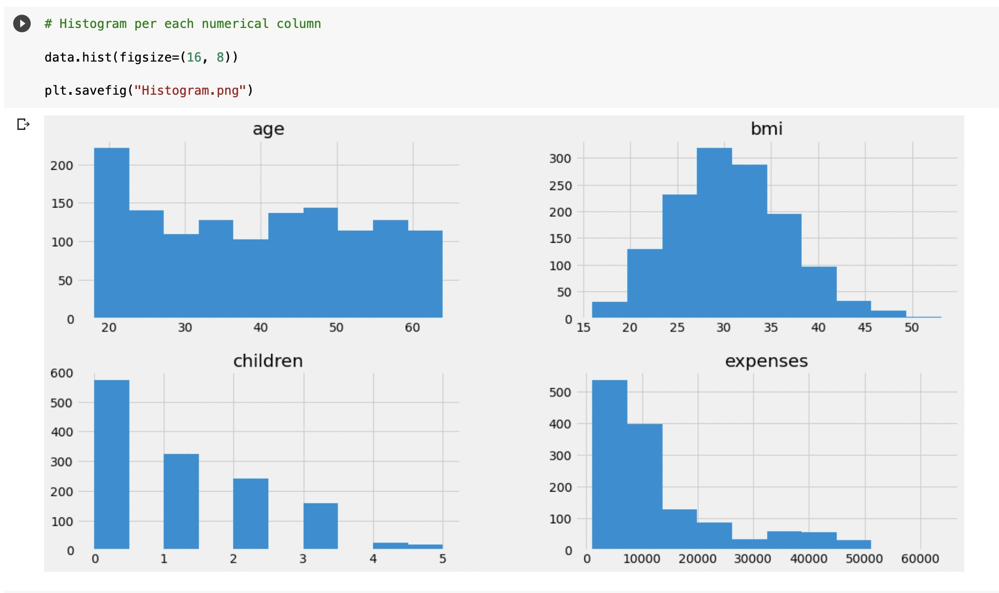 # Histogram per each numerical column
data.hist(figsize=(16, 8))
plt.savefig("Histogram.png")
age
200
150
100
50
0
20 30 40 50 60
bmi
300
250
200
150
100
50
0
15 20 25 30 35 40 45 50
children
600
500
400
300
200
100
0
0 1 2 3 4 5
expenses
500
400
300
200
100
0
0 10000 20000 30000 40000 50000 60000